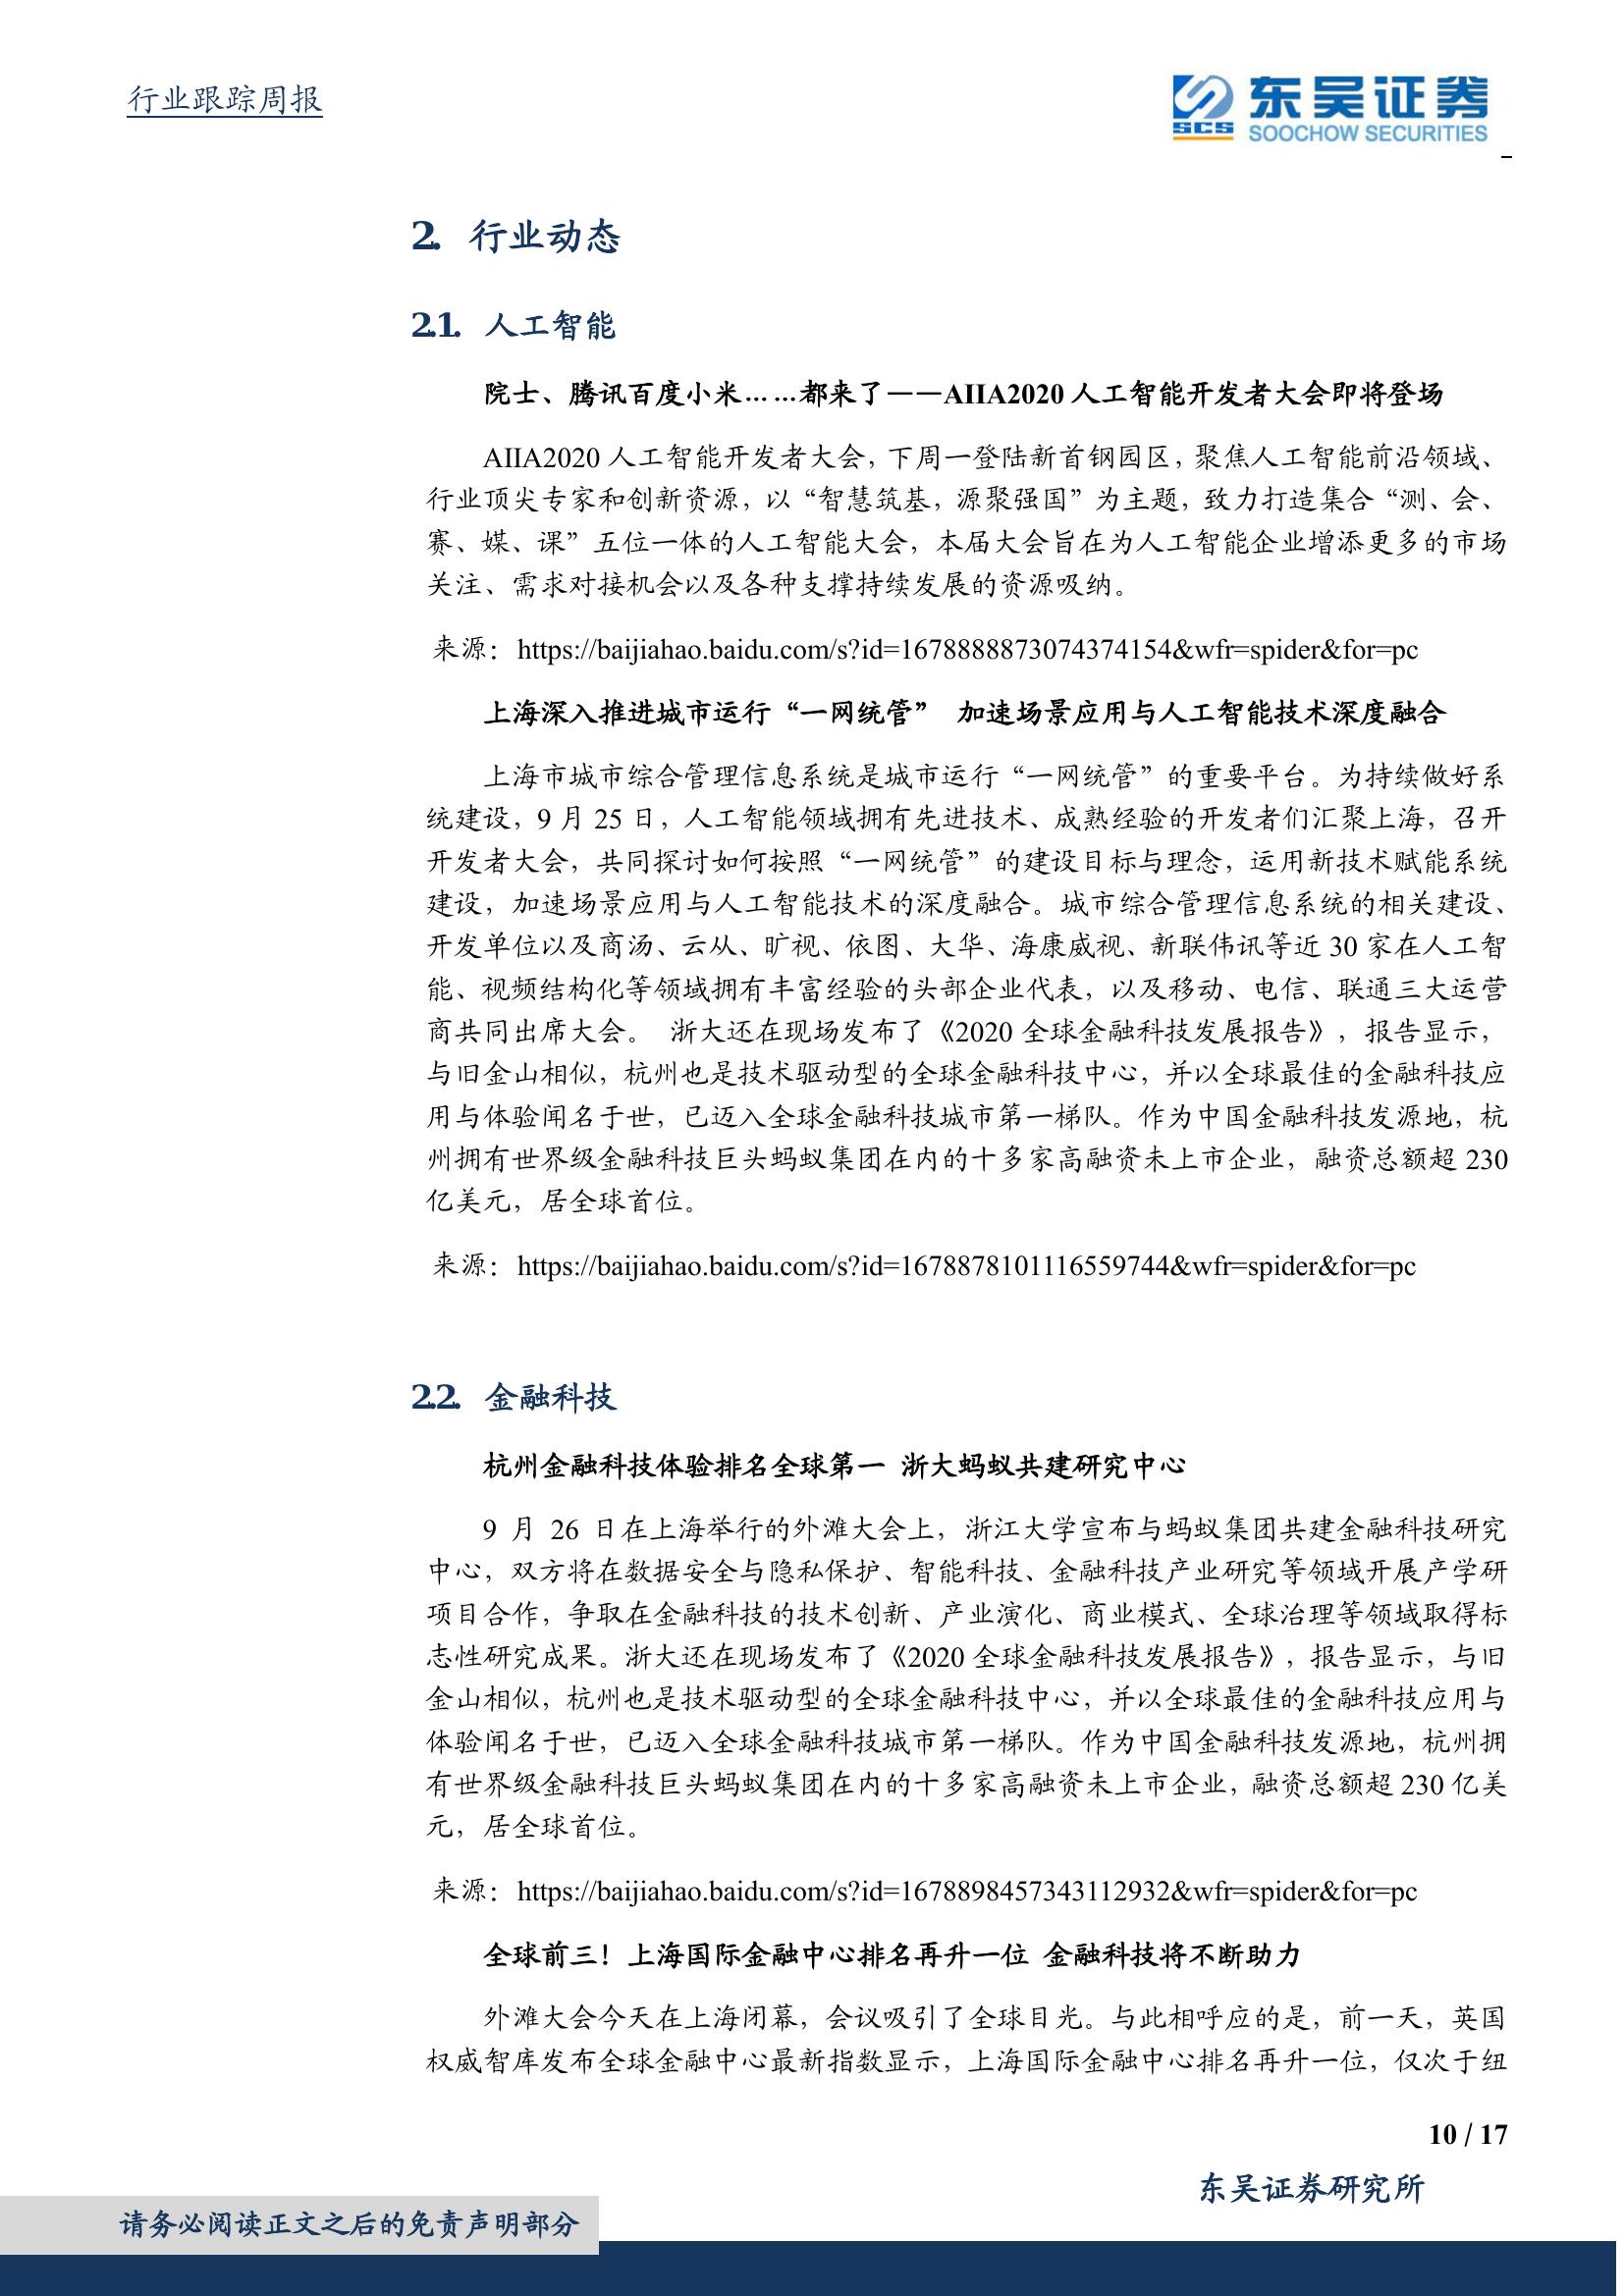 行业跟踪周报
SCS
东吴证券
SOOCHOW SECURITIES
2. 行业动态
2.1. 人工智能
院士、腾讯百度小米……都来了——AIIA2020 人工智能开发者大会即将登场
AIIA2020 人工智能开发者大会，下周一登陆新首钢园区，聚焦人工智能前沿领域、
行业顶尖专家和创新资源，以“智慧筑基，源聚强国”为主题，致力打造集合“测、会、
赛、媒、课”五位一体的人工智能大会，本届大会旨在为人工智能企业增添更多的市场
关注、需求对接机会以及各种支撑持续发展的资源吸纳。
来源：https://baijiahao.baidu.com/s?id=1678888873074374154&wfr=spider&for=pc
上海深入推进城市运行“一网统管” 加速场景应用与人工智能技术深度融合
上海市城市综合管理信息系统是城市运行“一网统管”的重要平台。为持续做好系
统建设，9 月 25 日，人工智能领域拥有先进技术、成熟经验的开发者们汇聚上海，召开
开发者大会，共同探讨如何按照“一网统管”的建设目标与理念，运用新技术赋能系统
建设，加速场景应用与人工智能技术的深度融合。城市综合管理信息系统的相关建设、
开发单位以及商汤、云从、旷视、依图、大华、海康威视、新联伟讯等近 30 家在人工智
能、视频结构化等领域拥有丰富经验的头部企业代表，以及移动、电信、联通三大运营
商共同出席大会。 浙大还在现场发布了《2020 全球金融科技发展报告》，报告显示，
与旧金山相似，杭州也是技术驱动型的全球金融科技中心，并以全球最佳的金融科技应
用与体验闻名于世，已迈入全球金融科技城市第一梯队。作为中国金融科技发源地，杭
州拥有世界级金融科技巨头蚂蚁集团在内的十多家高融资未上市企业，融资总额超 230
亿美元，居全球首位。
来源：https://baijiahao.baidu.com/s?id=1678878101116559744&wfr=spider&for=pc
2.2. 金融科技
杭州金融科技体验排名全球第一 浙大蚂蚁共建研究中心
9 月 26 日在上海举行的外滩大会上，浙江大学宣布与蚂蚁集团共建金融科技研究
中心，双方将在数据安全与隐私保护、智能科技、金融科技产业研究等领域开展产学研
项目合作，争取在金融科技的技术创新、产业演化、商业模式、全球治理等领域取得标
志性研究成果。浙大还在现场发布了《2020 全球金融科技发展报告》，报告显示，与旧
金山相似，杭州也是技术驱动型的全球金融科技中心，并以全球最佳的金融科技应用与
体验闻名于世，已迈入全球金融科技城市第一梯队。作为中国金融科技发源地，杭州拥
有世界级金融科技巨头蚂蚁集团在内的十多家高融资未上市企业，融资总额超 230 亿美
元，居全球首位。
来源：https://baijiahao.baidu.com/s?id=1678898457343112932&wfr=spider&for=pc
全球前三！上海国际金融中心排名再升一位 金融科技将不断助力
外滩大会今天在上海闭幕，会议吸引了全球目光。与此相呼应的是，前一天，英国
权威智库发布全球金融中心最新指数显示，上海国际金融中心排名再升一位，仅次于纽
10 / 17
东吴证券研究所
请务必阅读正文之后的免责声明部分